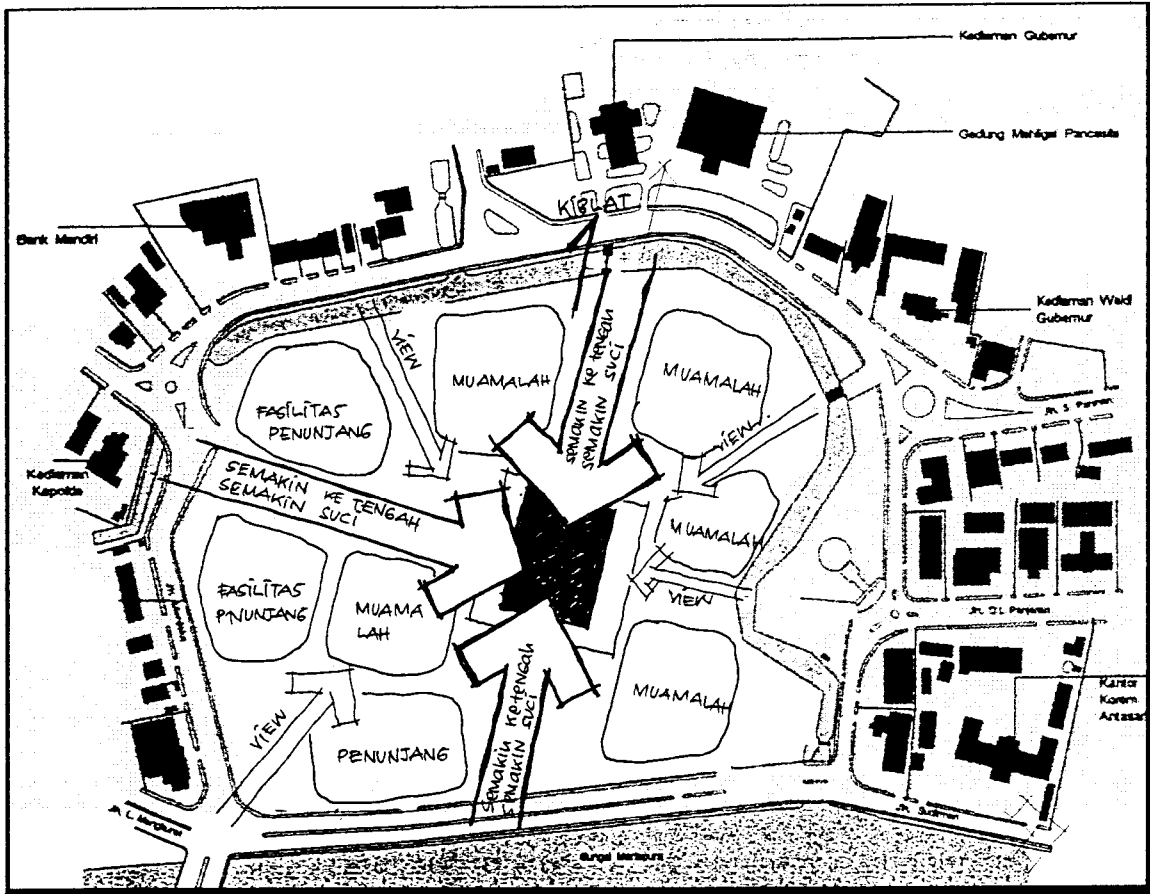 Kediaman Gubernur
Gedung Mahligai Pancasila
KIBLAT
Bank Mandiri
Kediaman Wakil
Gubernur
VIEW
MUAMALAH
SEMAKIN KE TENGAH
SEMAKIN SUCI
MUAMALAH
FASILITAS
PENUNJANG
VIEW
Jln. S. Parman
Kediaman
Kapolda
SEMAKIN KE TENGAH
SEMAKIN SUCI
MUAMALAH
FASILITAS
PNUNJANG
MUAMA
LAH
VIEW
MUAMALAH
Kantor
Korem
Antasari
VIEW
PENUNJANG
SEMAKIN KETENGAH
SEMAKIN SUCI
Jln. Sudirman
Sungai Martapura